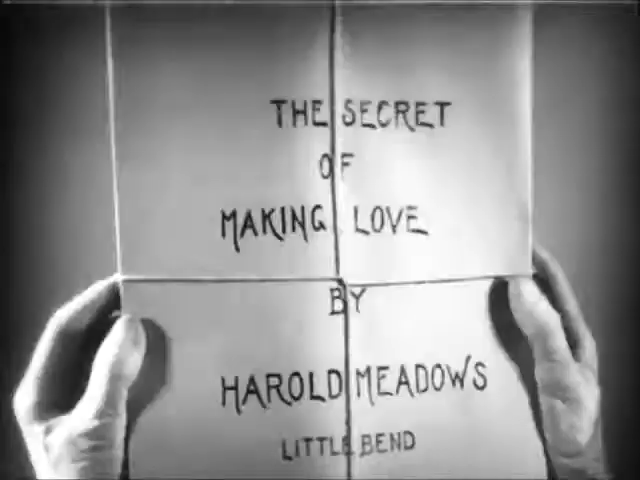 THE SECRET
OF
MAKING LOVE
BY
HAROLD MEADOWS
LITTLE BEND